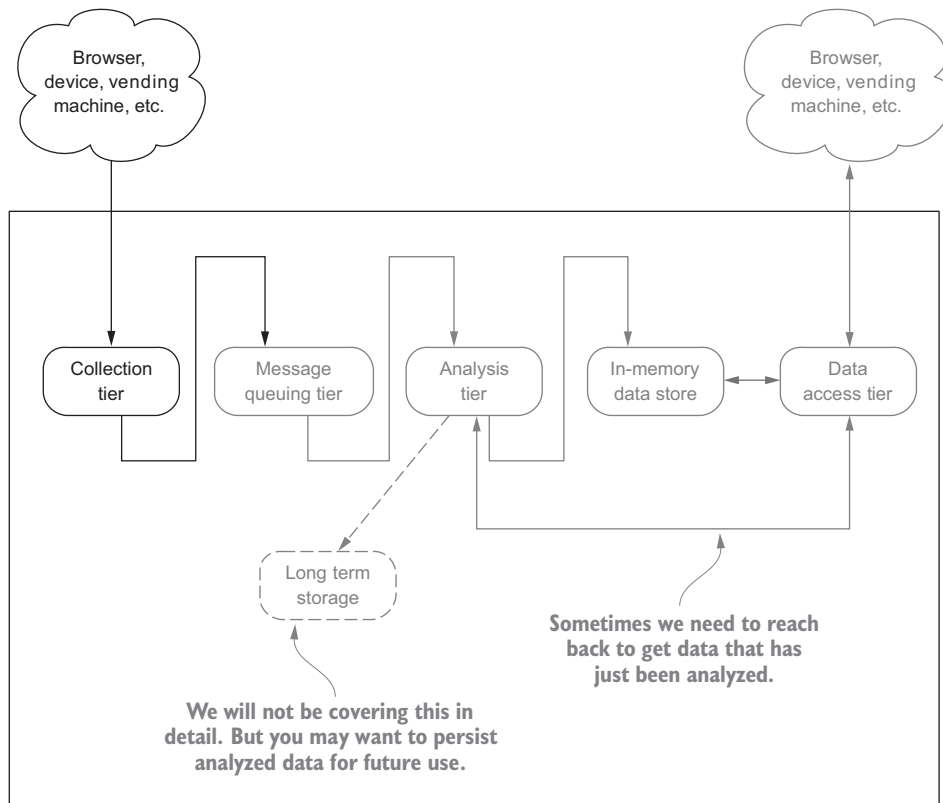 Browser,
device, vending
machine, etc.
Browser,
device, vending
machine, etc.
Collection
tier
Message
queuing tier
Analysis
tier
In-memory
data store
Data
access tier
Long term
storage
Sometimes we need to reach
back to get data that has
just been analyzed.
We will not be covering this in
detail. But you may want to persist
analyzed data for future use.